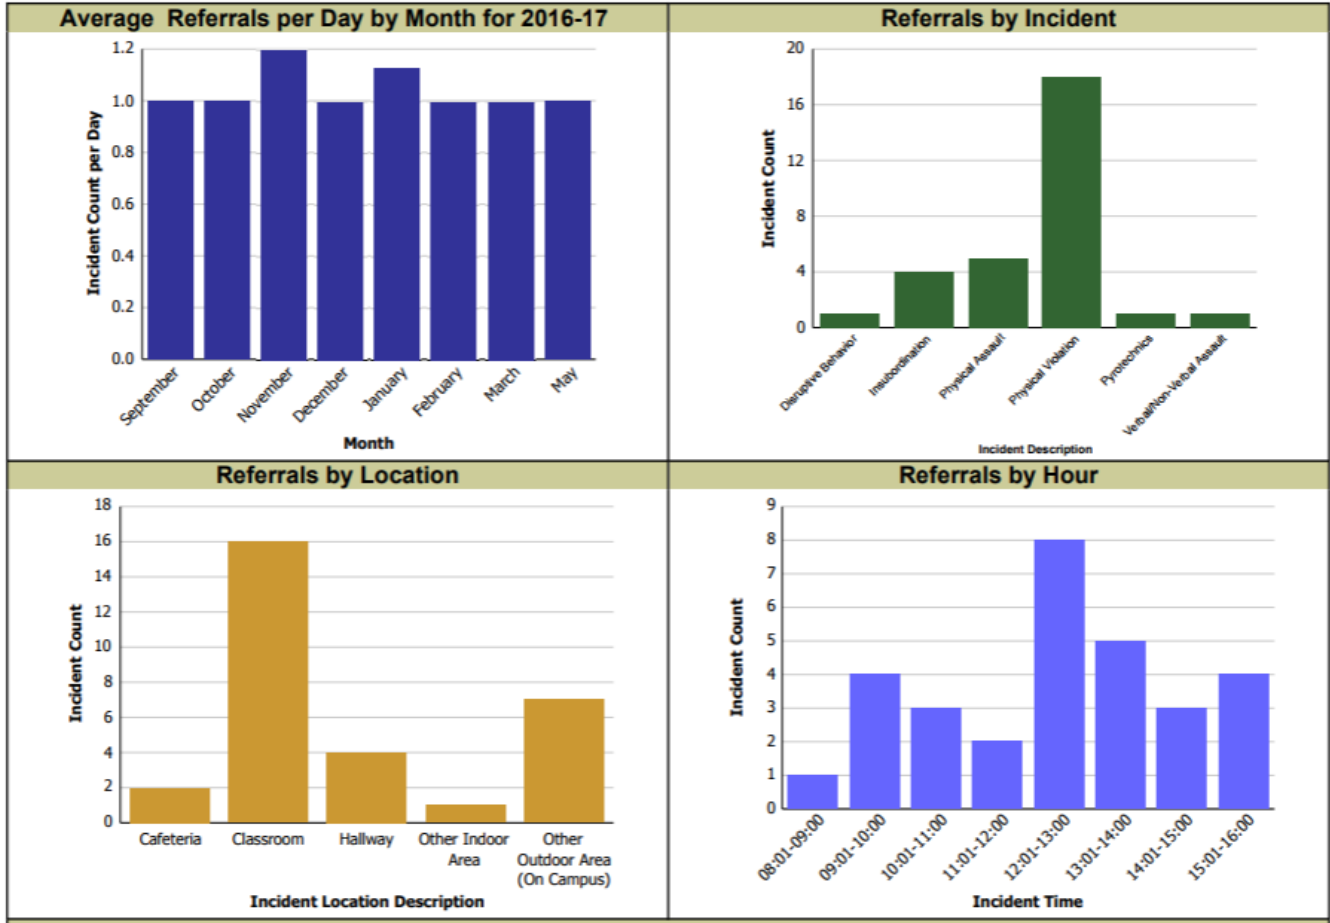 Average  Referrals per Day by Month for 2016-17
Incident Count per Day
1.2
1.0
0.8
0.6
0.4
0.2
0.0
September
October
November
December
January
February
March
May
Month
Referrals by Incident
Incident Count
20
16
12
8
4
0
Disruptive Behavior
Insubordination
Physical Assault
Physical Violation
Pyrotechnics
Verbal/Non-Verbal Assault
Incident Description
Referrals by Location
Incident Count
18
16
14
12
10
8
6
4
2
0
Cafeteria
Classroom
Hallway
Other Indoor
Area
Other
Outdoor Area
(On Campus)
Incident Location Description
Referrals by Hour
Incident Count
9
8
7
6
5
4
3
2
1
0
08:01-09:00
09:01-10:00
10:01-11:00
11:01-12:00
12:01-13:00
13:01-14:00
14:01-15:00
15:01-16:00
Incident Time